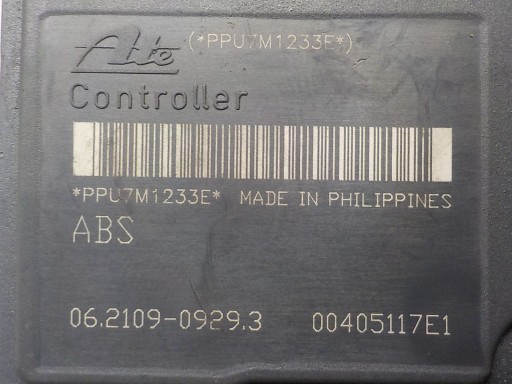 Ate (*PPU7M1233E*)
Controller
*PPU7M1233E* MADE IN PHILIPPINES
ABS
06.2109-0929.3 00405117E1